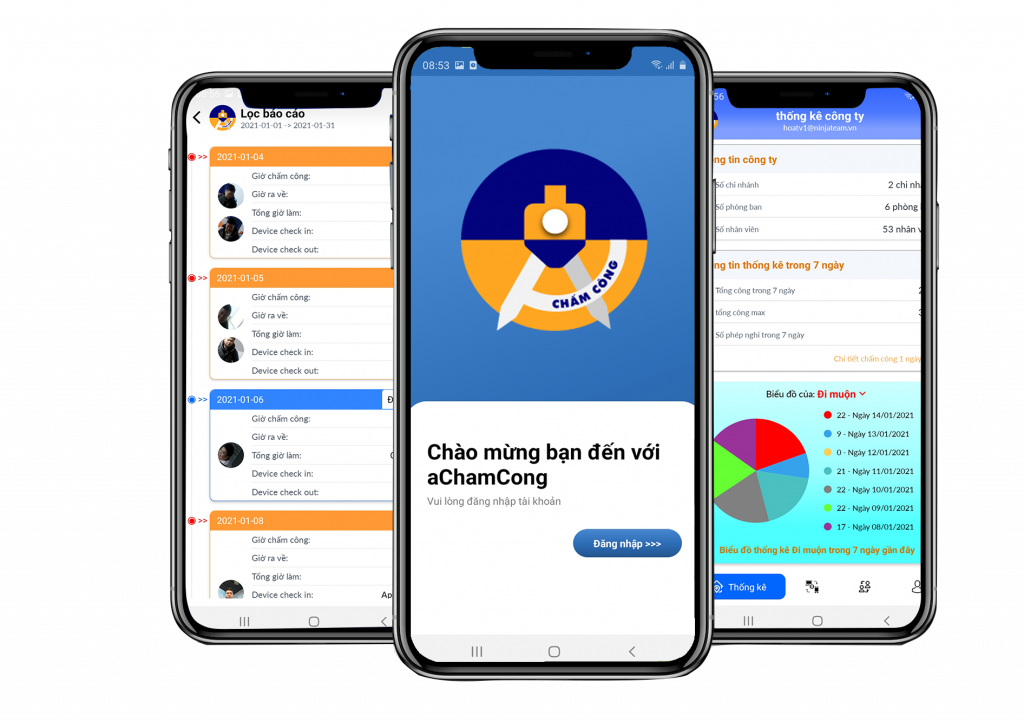 Lọc báo cáo
2021-01-01 -> 2021-01-31
>> 2021-01-04
Giờ chấm công:
Giờ ra về:
Tổng giờ làm:
Device check in:
Device check out:
>> 2021-01-05
Giờ chấm công:
Giờ ra về:
Tổng giờ làm:
Device check in:
Device check out:
>> 2021-01-06
Giờ chấm công:
Giờ ra về:
Tổng giờ làm:
Device check in:
Device check out:
>> 2021-01-08
Giờ chấm công:
Giờ ra về:
Tổng giờ làm:
Device check in: Ap
08:53
CHẤM CÔNG
Chào mừng bạn đến với
aChamCong
Vui lòng đăng nhập tài khoản
Đăng nhập >>>
56
thống kê công ty
hoatv1@ninjateam.vn
ng tin công ty
Số chi nhánh 2 chi nh
Số phòng ban 6 phòng
Số nhân viên 53 nhân v
ng tin thống kê trong 7 ngày
Tổng công trong 7 ngày
tổng công max
Số phép nghỉ trong 7 ngày
Chi tiết chấm công 1 ngày
Biểu đồ của: Đi muộn
22 - Ngày 14/01/2021
9 - Ngày 13/01/2021
0 - Ngày 12/01/2021
21 - Ngày 11/01/2021
22 - Ngày 10/01/2021
22 - Ngày 09/01/2021
17 - Ngày 08/01/2021
Biểu đồ thống kê Đi muộn trong 7 ngày gần đây
Thống kê